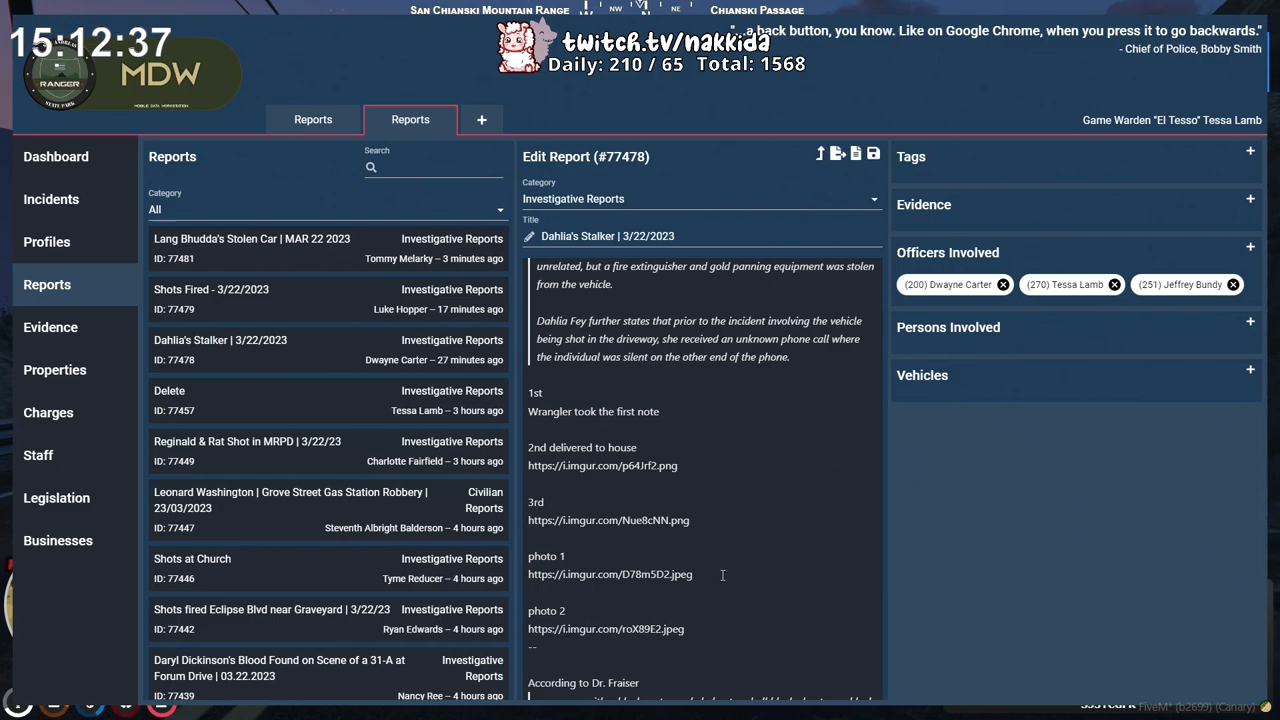 San Chianski Mountain Range
NW
N
NE
Chianski Passage
15:12:37
twitch.tv/nakkida
Daily: 210 / 65 Total: 1568
"...a back button, you know. Like on Google Chrome, when you press it to go backwards."
- Chief of Police, Bobby Smith
RANGER
STATE PARK
MDW
MOBILE DATA WORKSTATION
Reports
Reports
+
Game Warden "El Tesso" Tessa Lamb
Dashboard
Incidents
Profiles
Reports
Evidence
Properties
Charges
Staff
Legislation
Businesses
Reports
Search
Category
All
Lang Bhudda's Stolen Car | MAR 22 2023
Investigative Reports
ID: 77481
Tommy Melarky – 3 minutes ago
Shots Fired - 3/22/2023
Investigative Reports
ID: 77479
Luke Hopper – 17 minutes ago
Dahlia's Stalker | 3/22/2023
Investigative Reports
ID: 77478
Dwayne Carter – 27 minutes ago
Delete
Investigative Reports
ID: 77457
Tessa Lamb – 3 hours ago
Reginald & Rat Shot in MRPD | 3/22/23
Investigative Reports
ID: 77449
Charlotte Fairfield – 3 hours ago
Leonard Washington | Grove Street Gas Station Robbery |
23/03/2023
Civilian
Reports
ID: 77447
Steventh Albright Balderson – 4 hours ago
Shots at Church
Investigative Reports
ID: 77446
Tyme Reducer – 4 hours ago
Shots fired Eclipse Blvd near Graveyard | 3/22/23
Investigative Reports
ID: 77442
Ryan Edwards – 4 hours ago
Daryl Dickinson's Blood Found on Scene of a 31-A at
Forum Drive | 03.22.2023
Investigative
Reports
ID: 77439
Nancy Ree – 4 hours ago
Edit Report (#77478)
Category
Investigative Reports
Title
Dahlia's Stalker | 3/22/2023
unrelated, but a fire extinguisher and gold panning equipment was stolen
from the vehicle.
Dahlia Fey further states that prior to the incident involving the vehicle
being shot in the driveway, she received an unknown phone call where
the individual was silent on the other end of the phone.
1st
Wrangler took the first note
2nd delivered to house
https://i.imgur.com/p64Jrf2.png
3rd
https://i.imgur.com/Nue8cNN.png
photo 1
https://i.imgur.com/D78m5D2.jpeg
photo 2
https://i.imgur.com/roX89E2.jpeg
--
According to Dr. Fraiser
Tags
+
Evidence
+
Officers Involved
+
(200) Dwayne Carter
(270) Tessa Lamb
(251) Jeffrey Bundy
Persons Involved
+
Vehicles
+
FiveM* (b2699) (Canary)